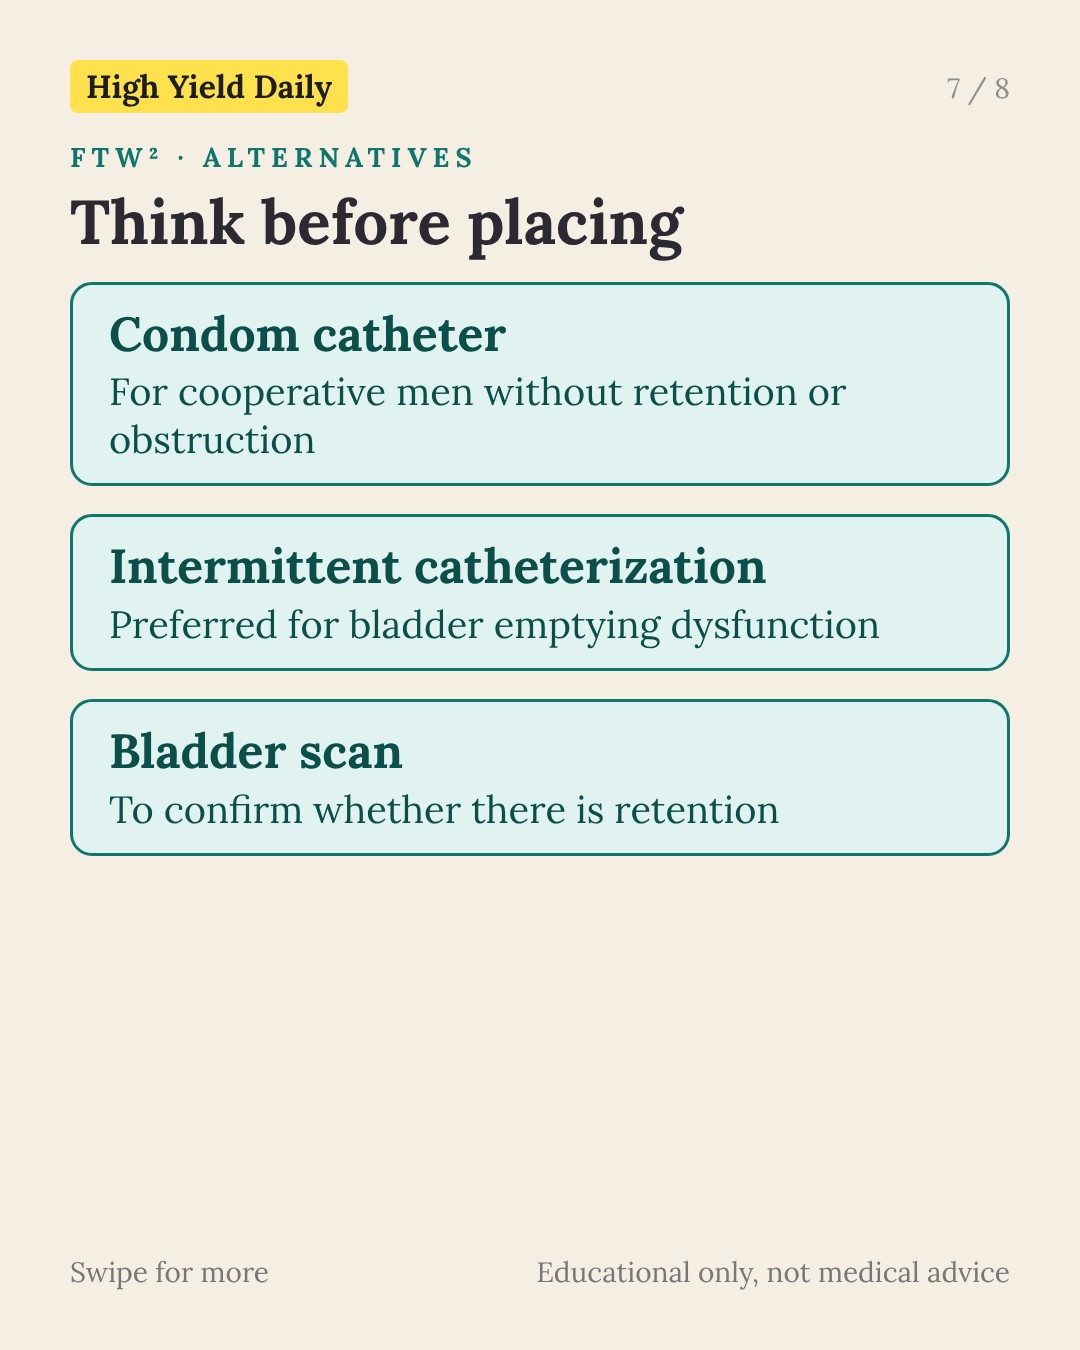 High Yield Daily
7 / 8
FTW² · ALTERNATIVES
Think before placing
Condom catheter
For cooperative men without retention or
obstruction
Intermittent catheterization
Preferred for bladder emptying dysfunction
Bladder scan
To confirm whether there is retention
Swipe for more
Educational only, not medical advice